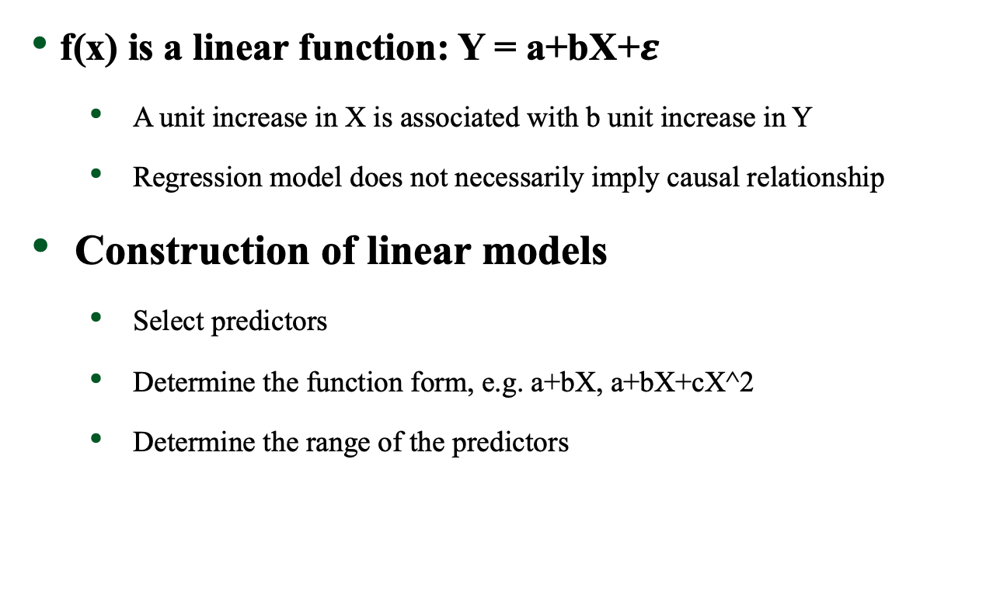 • f(x) is a linear function: Y = a+bX+ε
• A unit increase in X is associated with b unit increase in Y
• Regression model does not necessarily imply causal relationship
• Construction of linear models
• Select predictors
• Determine the function form, e.g. a+bX, a+bX+cX^2
• Determine the range of the predictors